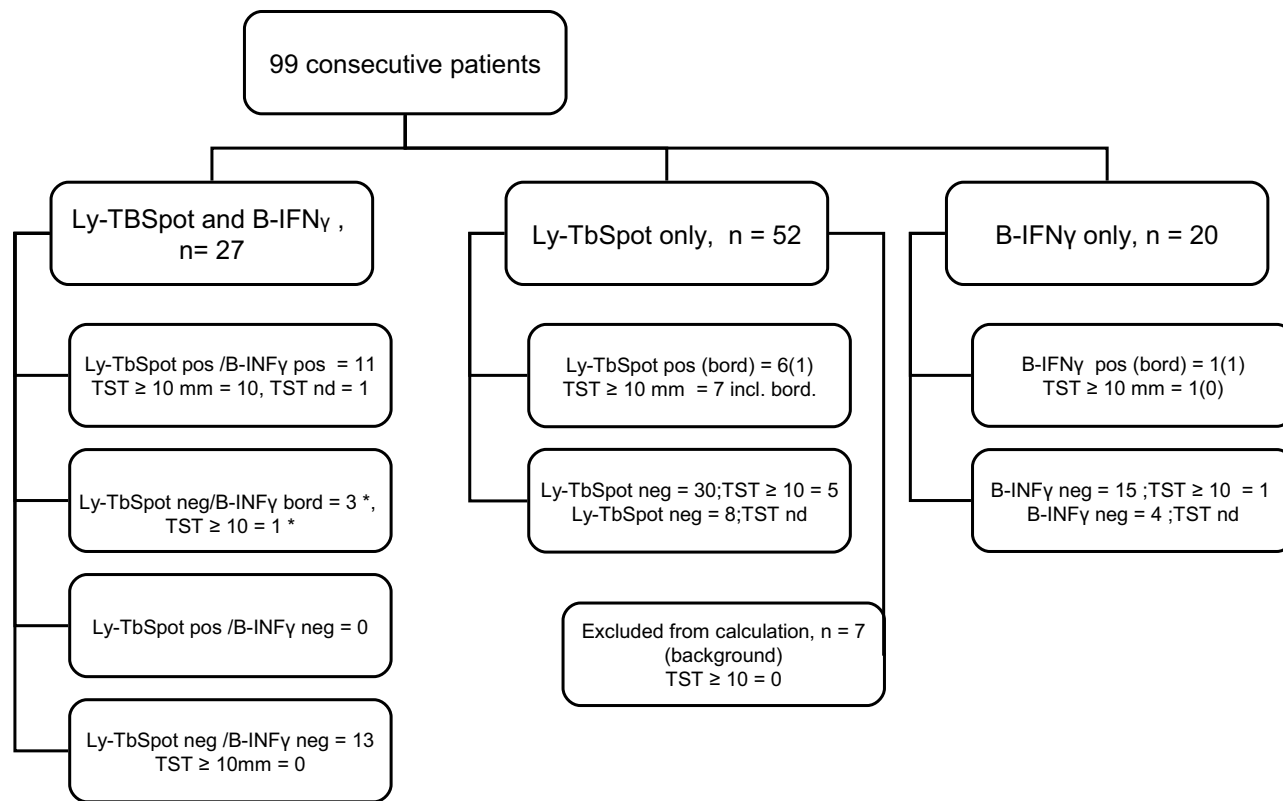 99 consecutive patients
Ly-TBSpot and B-IFNγ ,
n= 27
Ly-TbSpot pos /B-INFγ pos = 11
TST ≥ 10 mm = 10, TST nd = 1
Ly-TbSpot neg/B-INFγ bord = 3 *,
TST ≥ 10 = 1 *
Ly-TbSpot pos /B-INFγ neg = 0
Ly-TbSpot neg /B-INFγ neg = 13
TST ≥ 10mm = 0
Ly-TbSpot only, n = 52
Ly-TbSpot pos (bord) = 6(1)
TST ≥ 10 mm = 7 incl. bord.
Ly-TbSpot neg = 30;TST ≥ 10 = 5
Ly-TbSpot neg = 8;TST nd
Excluded from calculation, n = 7
(background)
TST ≥ 10 = 0
B-IFNγ only, n = 20
B-IFNγ pos (bord) = 1(1)
TST ≥ 10 mm = 1(0)
B-INFγ neg = 15 ;TST ≥ 10 = 1
B-INFγ neg = 4 ;TST nd